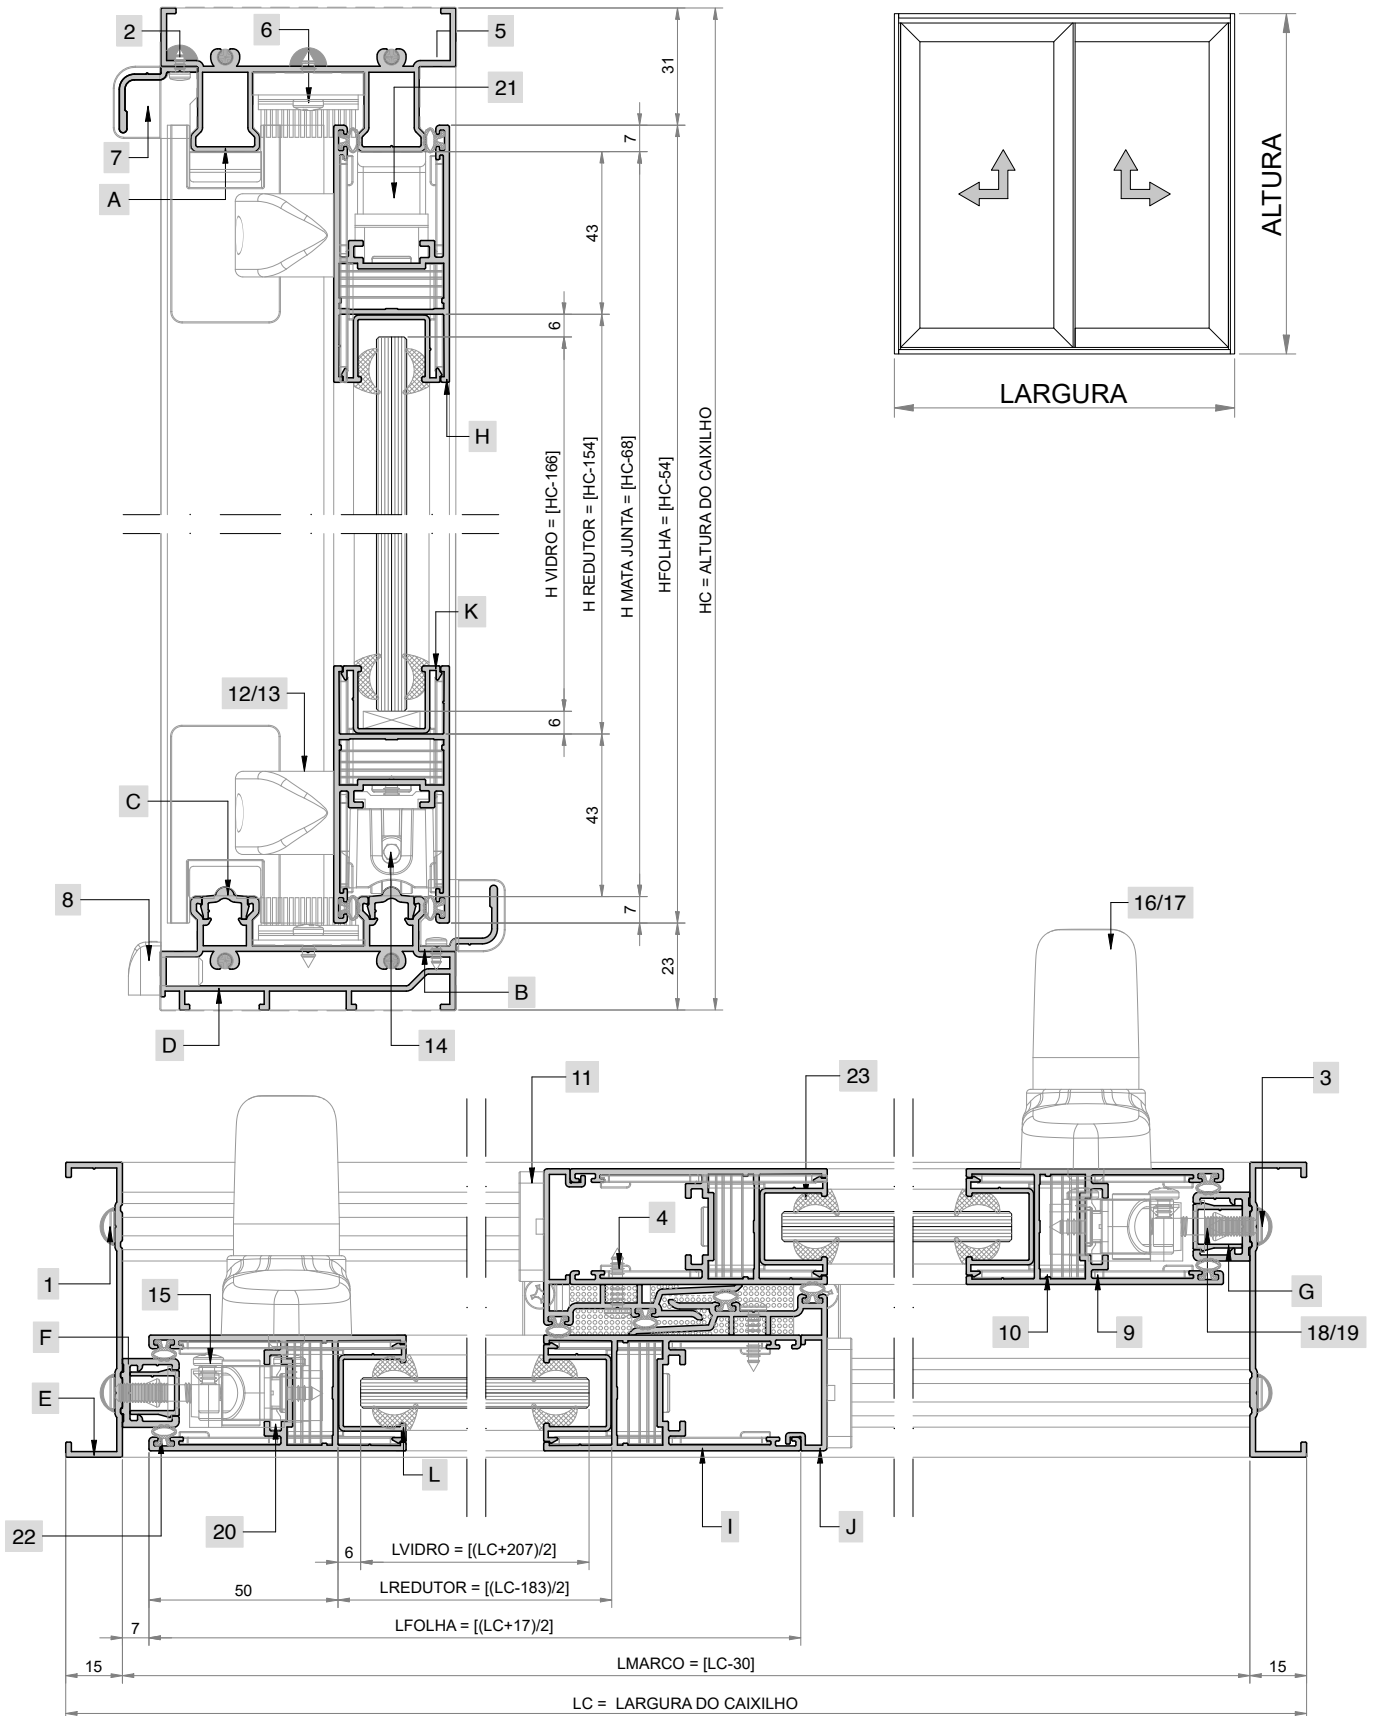 2
6
5
21
7
A
31
7
43
6
H
H VIDRO = [HC-166]
H REDUTOR = [HC-154]
H MATA JUNTA = [HC-68]
HFOLHA = [HC-54]
HC = ALTURA DO CAIXILHO
K
12/13
6
C
43
8
7
B
23
D
14
ALTURA
LARGURA
16/17
11
23
3
4
1
15
F
E
G
10
9
18/19
L
I
J
22
20
6
LVIDRO = [(LC+207)/2]
50
LREDUTOR = [(LC-183)/2]
7
LFOLHA = [(LC+17)/2]
15
LMARCO = [LC-30]
15
LC = LARGURA DO CAIXILHO